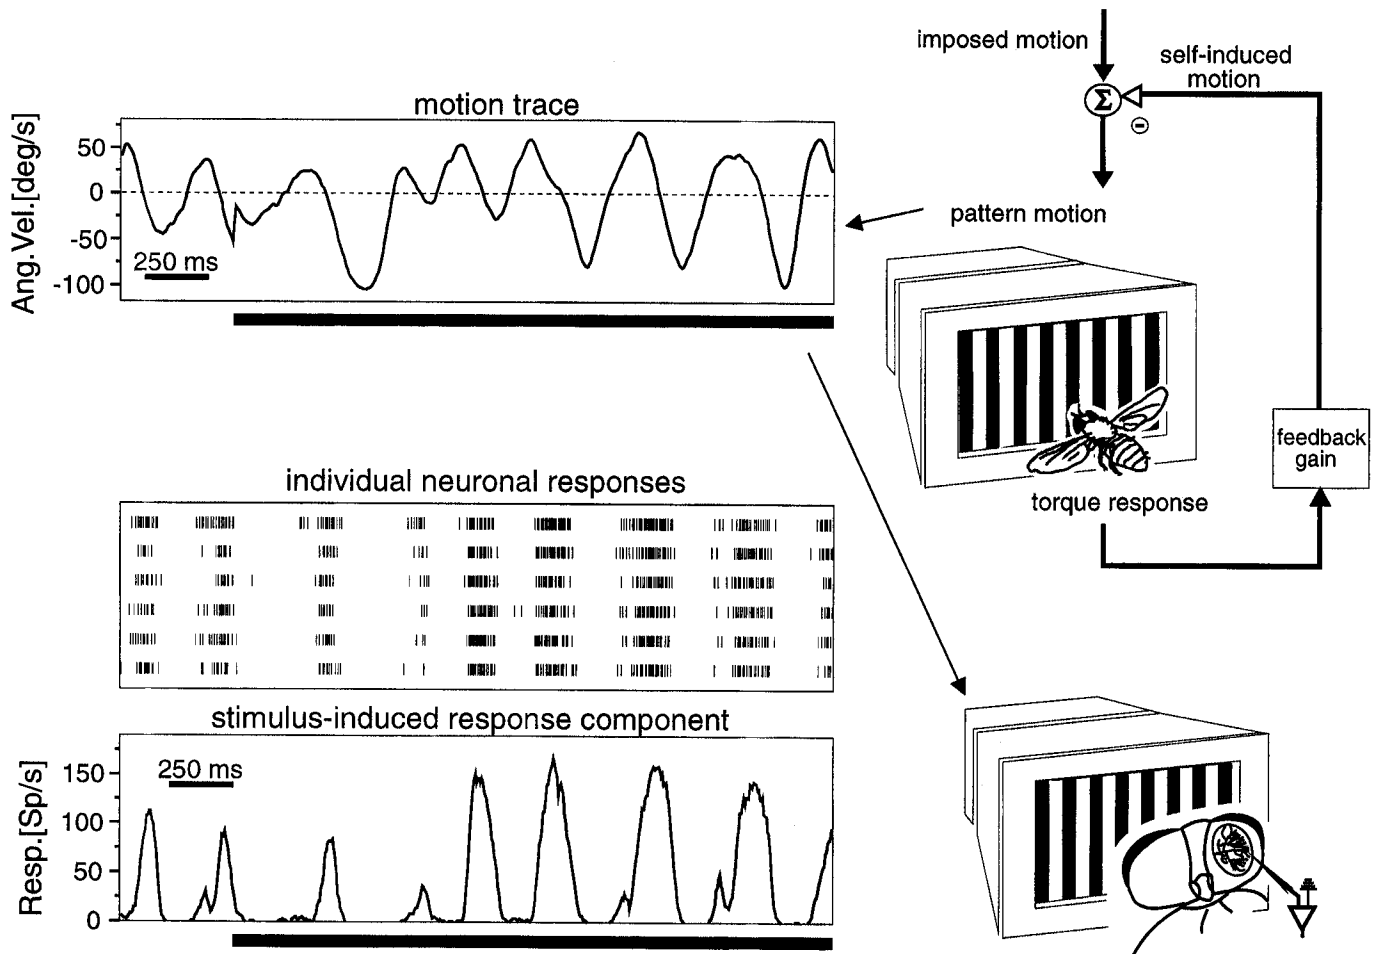 imposed motion
self-induced
motion
Σ
⊖
motion trace
Ang.Vel.[deg/s]
50
0
-50
-100
250 ms
pattern motion
feedback
gain
torque response
individual neuronal responses
stimulus-induced response component
Resp.[Sp/s]
150
100
50
0
250 ms